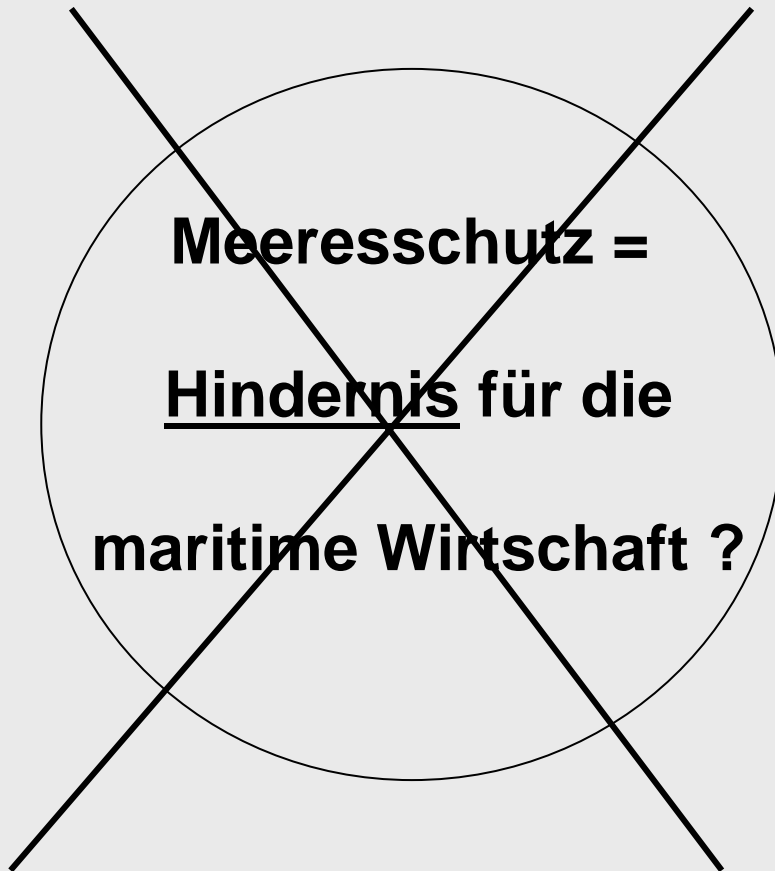 Meeresschutz =
Hindernis für die
maritime Wirtschaft ?